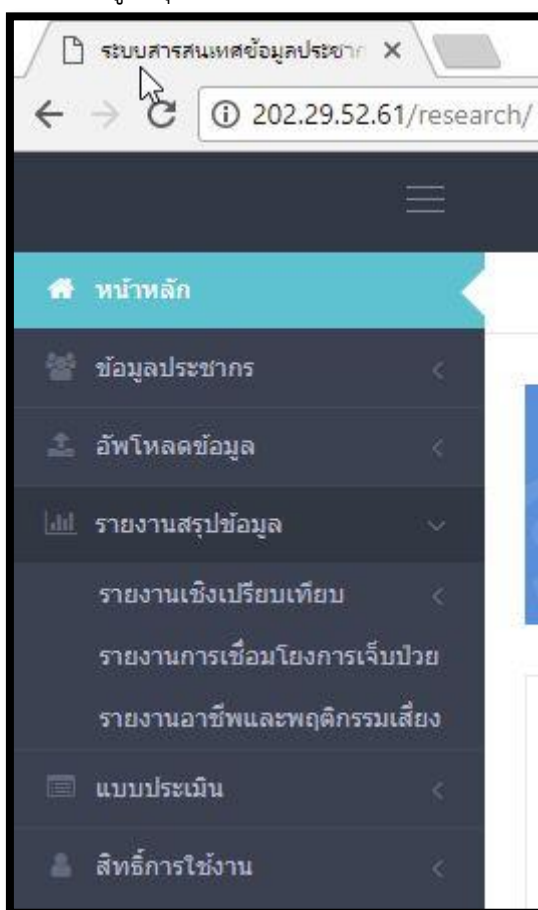 ระบบสารสนเทศข้อมูลประชาก
202.29.52.61/research/
หน้าหลัก
ข้อมูลประชากร
อัพโหลดข้อมูล
รายงานสรุปข้อมูล
รายงานเชิงเปรียบเทียบ
รายงานการเชื่อมโยงการเจ็บป่วย
รายงานอาชีพและพฤติกรรมเสี่ยง
แบบประเมิน
สิทธิ์การใช้งาน